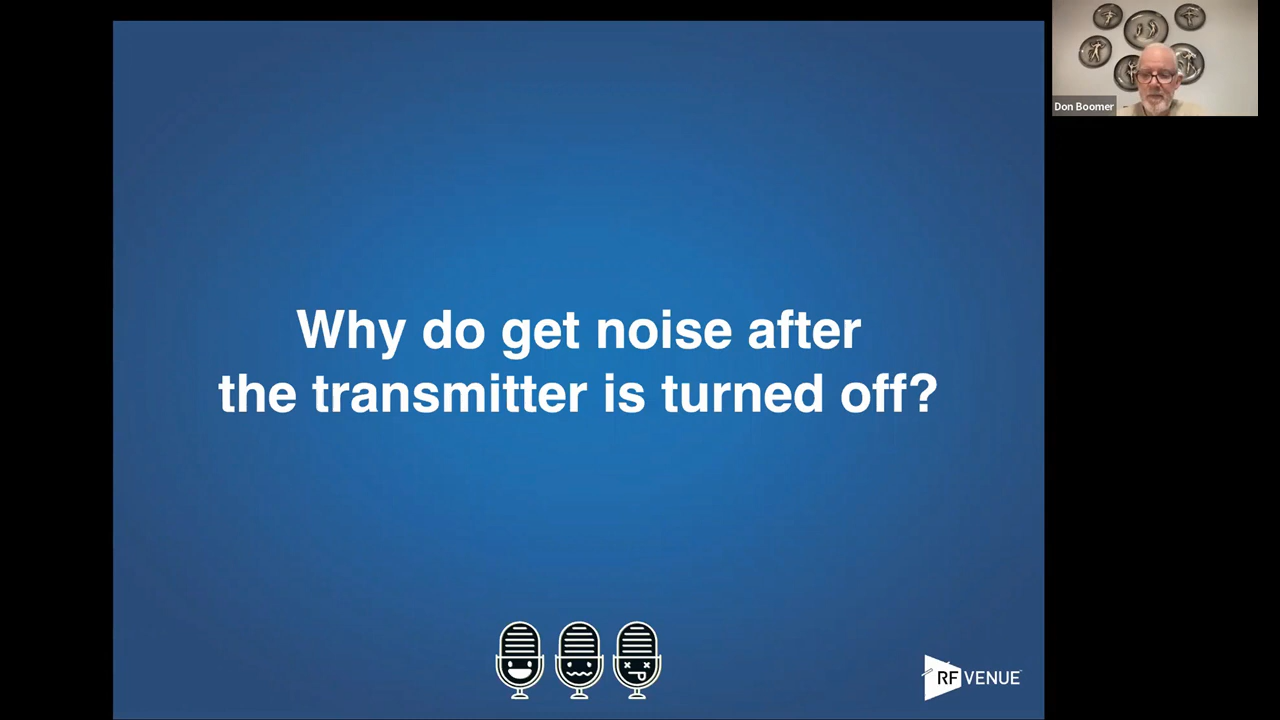 Don Boomer
Why do get noise after
the transmitter is turned off?
RF VENUE